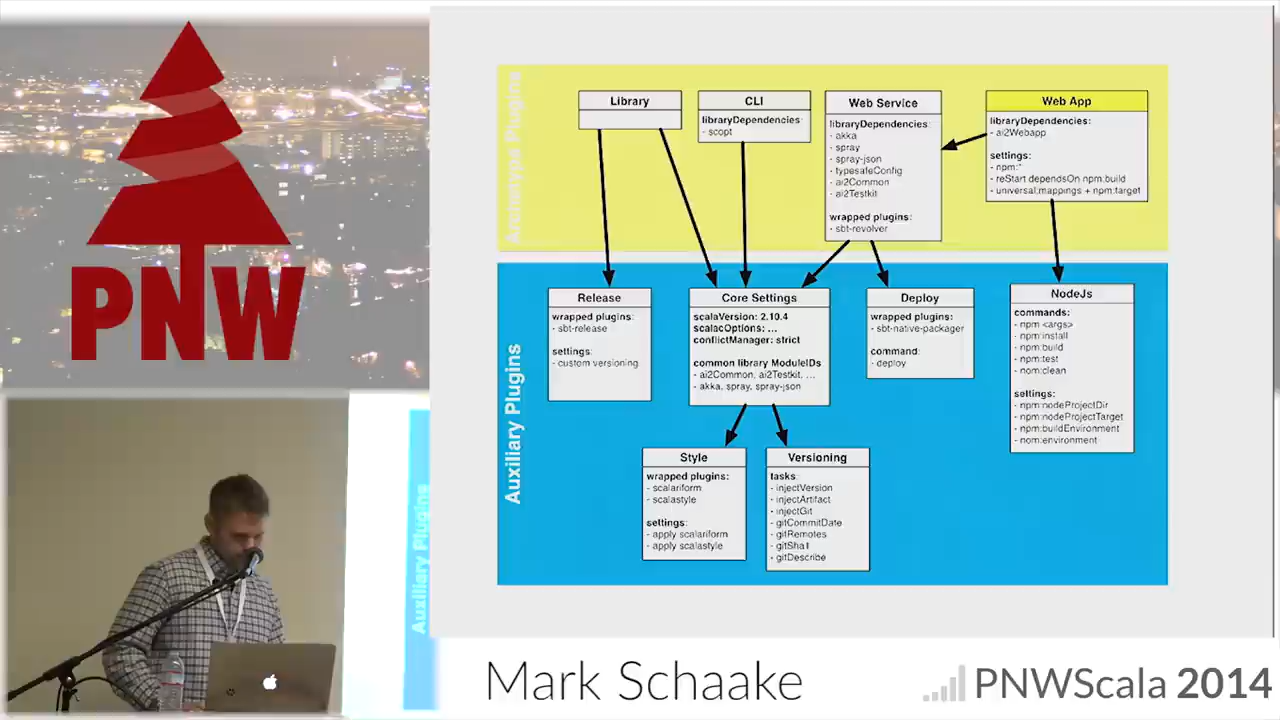 PNW
Archetype Plugins
Library
CLI
libraryDependencies:
- scopt
Web Service
libraryDependencies:
- akka
- spray
- spray-json
- typesafeConfig
- ai2Common
- ai2Testkit
wrapped plugins:
- sbt-revolver
Web App
libraryDependencies:
- ai2Webapp
settings:
- npm:*
- reStart dependsOn npm:build
- universal:mappings + npm:target
Auxiliary Plugins
Release
wrapped plugins:
- sbt-release
settings:
- custom versioning
Core Settings
scalaVersion: 2.10.4
scalacOptions: ...
conflictManager: strict
common library ModuleIDs
- ai2Common, ai2Testkit, ...
- akka, spray, spray-json
Deploy
wrapped plugins:
- sbt-native-packager
command:
- deploy
NodeJs
commands:
- npm <args>
- npm:install
- npm:build
- npm:test
- npm:clean
settings:
- npm:nodeProjectDir
- npm:nodeProjectTarget
- npm:buildEnvironment
- npm:environment
Style
wrapped plugins:
- scalariform
- scalastyle
settings:
- apply scalariform
- apply scalastyle
Versioning
tasks
- injectVersion
- injectArtifact
- injectGit
- gitCommitDate
- gitRemotes
- gitSha1
- gitDescribe
Auxiliary Plugins
Mark Schaake
PNWScala 2014